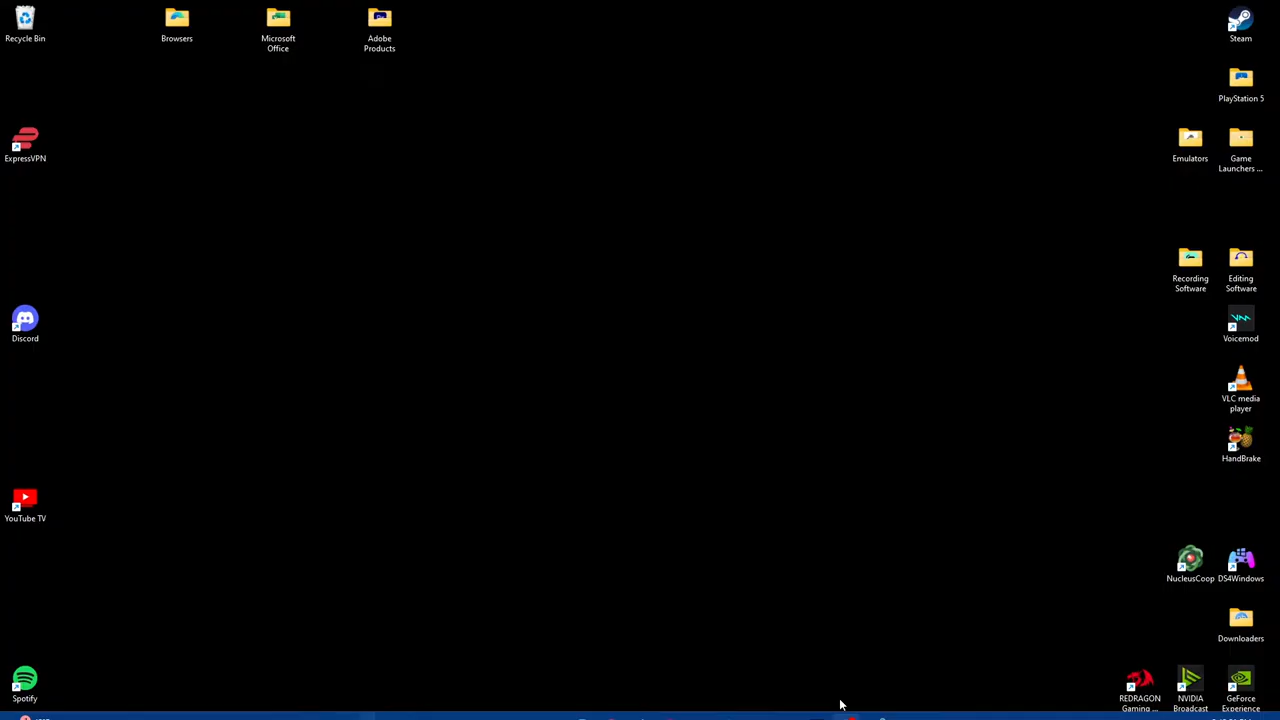 Recycle Bin
Browsers
Microsoft
Office
Adobe
Products
Steam
PlayStation 5
ExpressVPN
Emulators
Game
Launchers ...
Recording
Software
Editing
Software
Discord
Voicemod
VLC media
player
HandBrake
YouTube TV
NucleusCoop
DS4Windows
Downloaders
Spotify
REDRAGON
Gaming ...
NVIDIA
Broadcast
GeForce
Experience